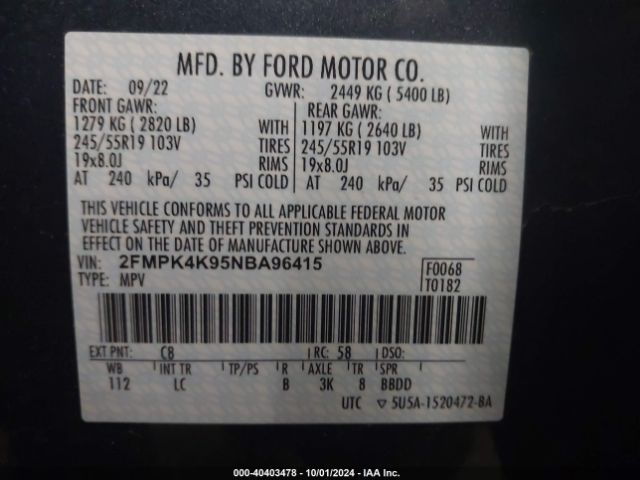 MFD. BY FORD MOTOR CO.
DATE: 09/22 GVWR: 2449 KG ( 5400 LB)
FRONT GAWR: REAR GAWR:
1279 KG ( 2820 LB) WITH 1197 KG ( 2640 LB) WITH
245/55R19 103V TIRES 245/55R19 103V TIRES
19x8.0J RIMS 19x8.0J RIMS
AT 240 kPa/ 35 PSI COLD AT 240 kPa/ 35 PSI COLD
THIS VEHICLE CONFORMS TO ALL APPLICABLE FEDERAL MOTOR
VEHICLE SAFETY AND THEFT PREVENTION STANDARDS IN
EFFECT ON THE DATE OF MANUFACTURE SHOWN ABOVE.
VIN: 2FMPK4K95NBA96415 F0068
TYPE: MPV T0182
EXT PNT: C8 RC: 58 DSO:
WB INT TR TP/PS R AXLE TR SPR
112 LC B 3K 8 BBDD
UTC ▽ 5U5A-1520472-BA
000-40403478 - 10/01/2024 - IAA Inc.